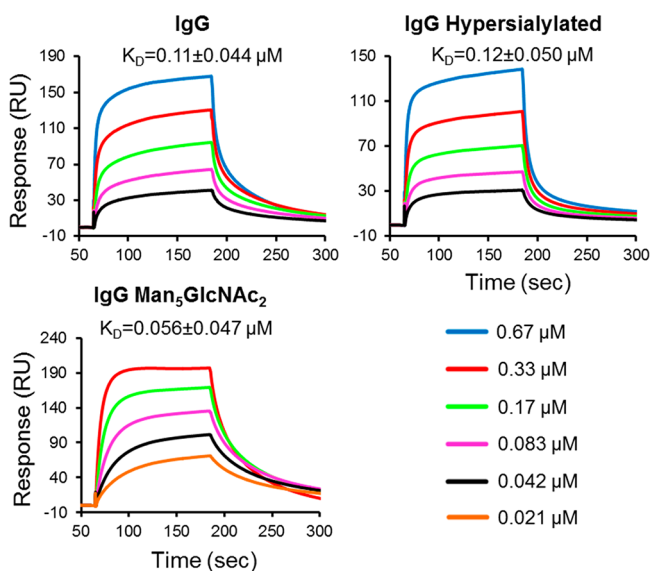 IgG
K_D=0.11±0.044 µM
Response (RU)
190
150
110
70
30
-10
50 100 150 200 250 300
IgG Hypersialylated
K_D=0.12±0.050 µM
150
110
70
30
-10
50 100 150 200 250 300
Time (sec)
IgG Man₅GlcNAc₂
K_D=0.056±0.047 µM
Response (RU)
240
190
140
90
40
-10
50 100 150 200 250 300
Time (sec)
0.67 µM
0.33 µM
0.17 µM
0.083 µM
0.042 µM
0.021 µM